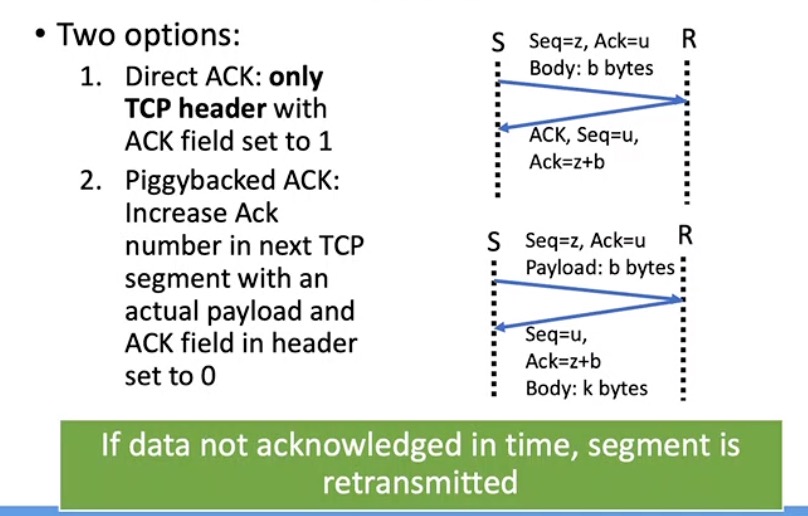 • Two options:
1. Direct ACK: only
TCP header with
ACK field set to 1
2. Piggybacked ACK:
Increase Ack
number in next TCP
segment with an
actual payload and
ACK field in header
set to 0
S Seq=z, Ack=u R
Body: b bytes
ACK, Seq=u,
Ack=z+b
S Seq=z, Ack=u R
Payload: b bytes
Seq=u,
Ack=z+b
Body: k bytes
If data not acknowledged in time, segment is
retransmitted